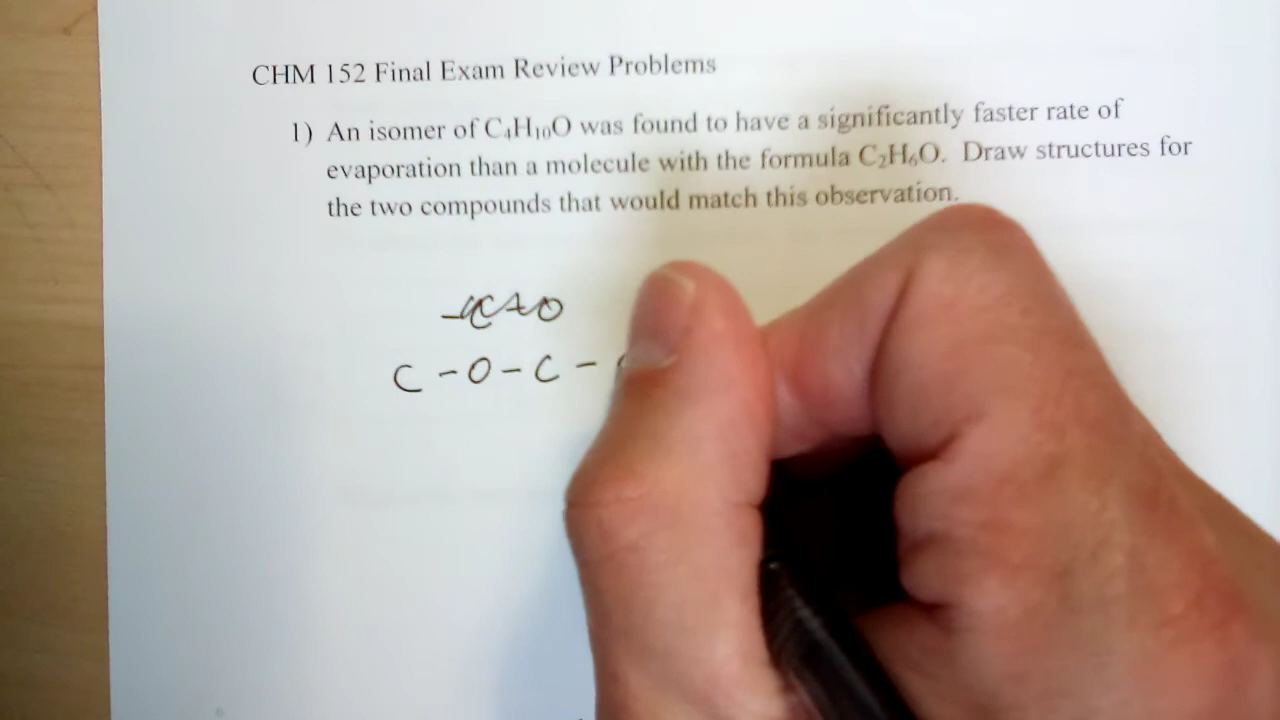 CHM 152 Final Exam Review Problems
1) An isomer of C₄H₁₀O was found to have a significantly faster rate of
evaporation than a molecule with the formula C₂H₆O. Draw structures for
the two compounds that would match this observation.
C-O-C-